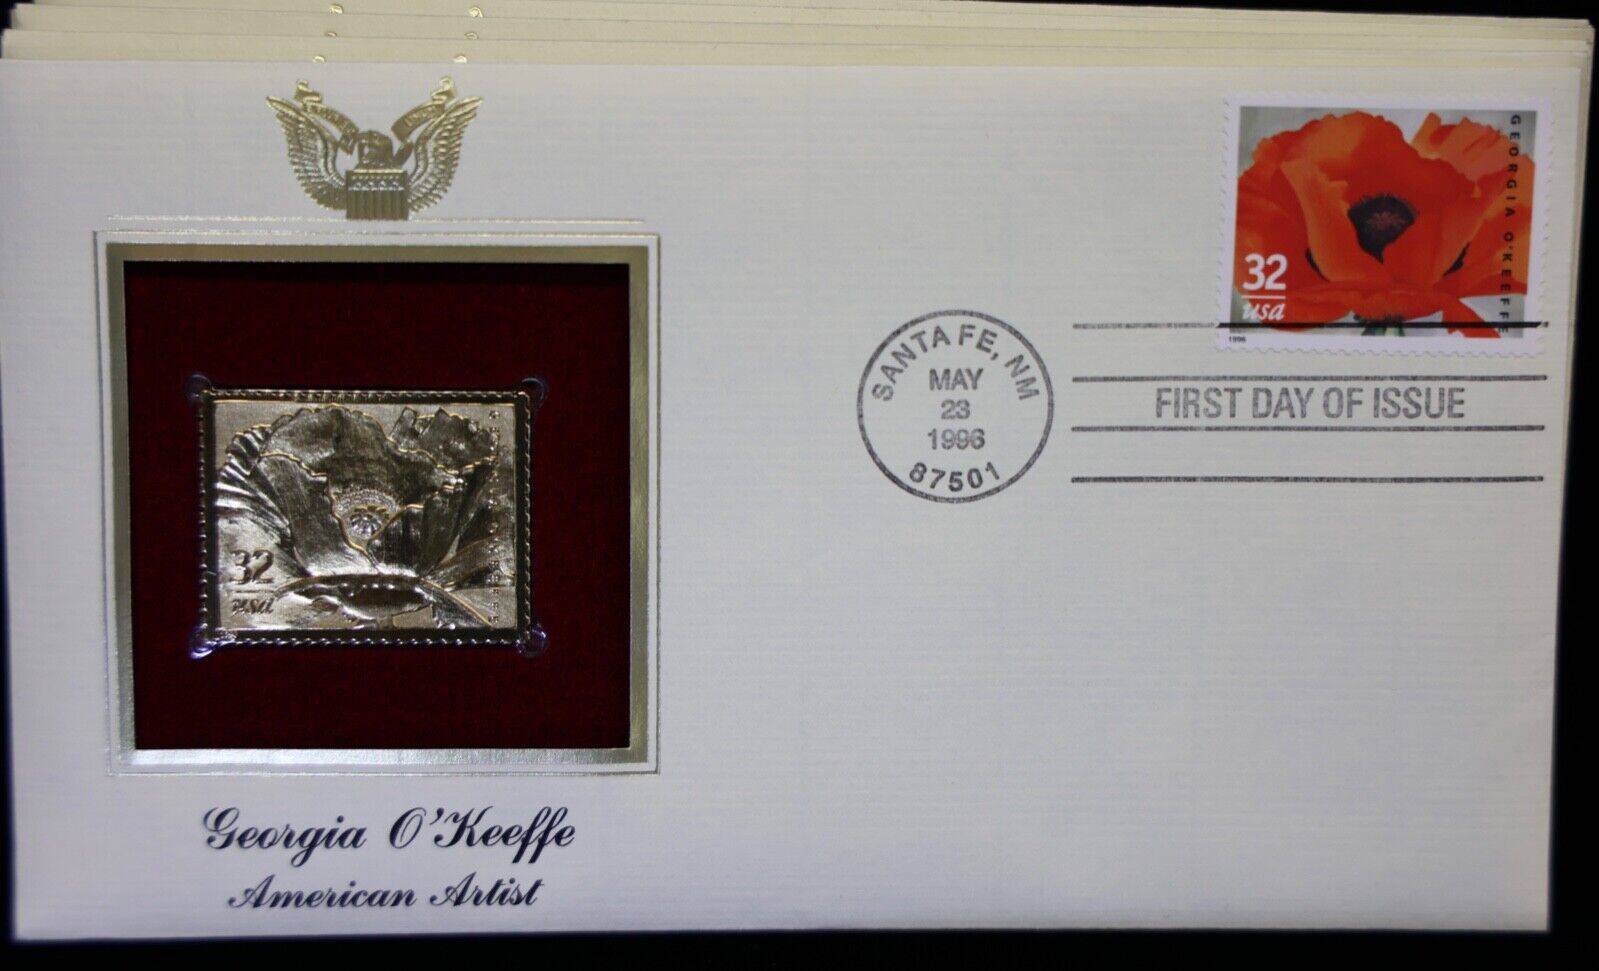 GEORGIA O'KEEFFE
32
usa
1996
SANTA FE, NM
MAY
23
1996
87501
FIRST DAY OF ISSUE
32
usa
Georgia O'Keeffe
American Artist